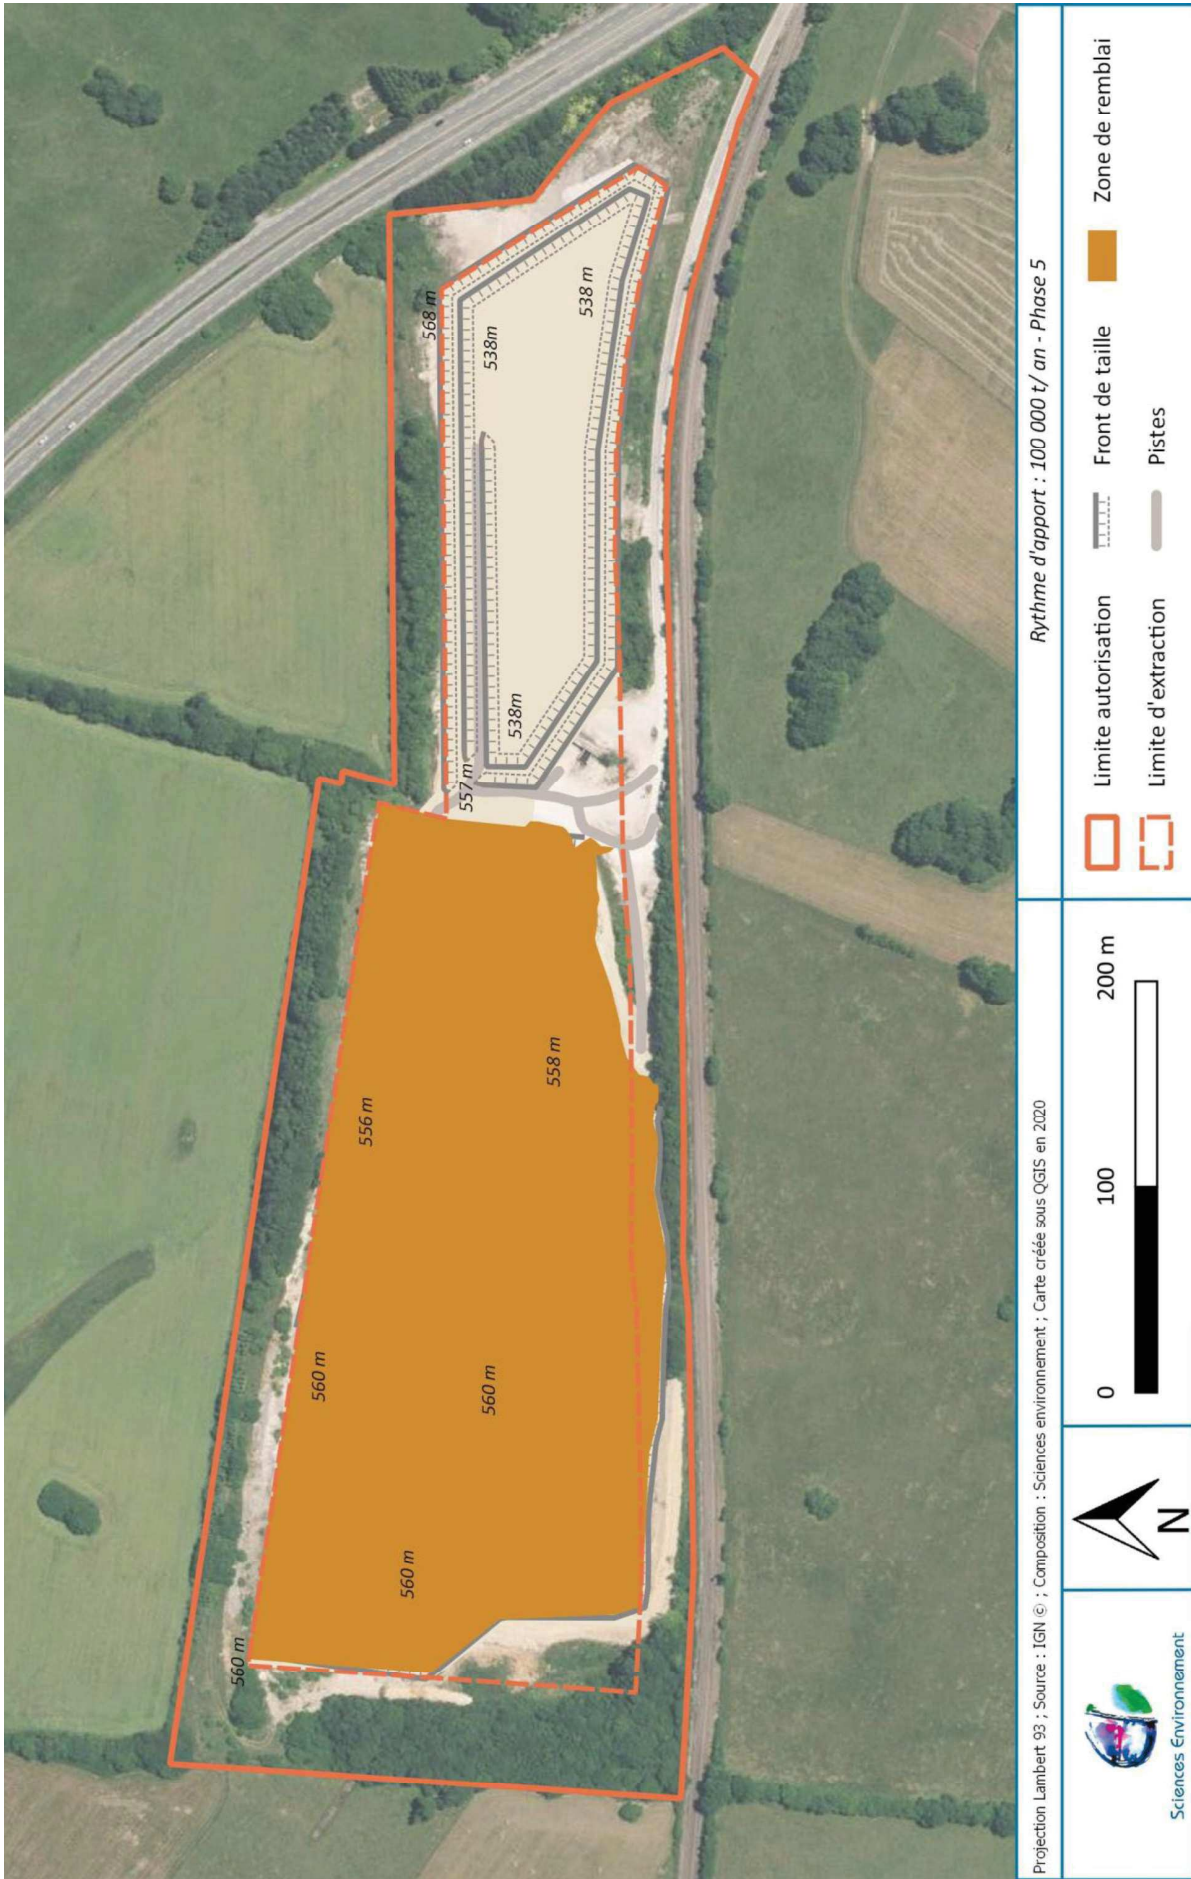 560 m
560 m
560 m
560 m
556 m
558 m
557 m
538m
568 m
538m
538 m
Projection Lambert 93 ; Source : IGN © ; Composition : Sciences environnement ; Carte créée sous QGIS en 2020
Rythme d'apport : 100 000 t/ an - Phase 5
Sciences Environnement
N
0 100 200 m
Limite autorisation
Front de taille
Zone de remblai
Limite d'extraction
Pistes